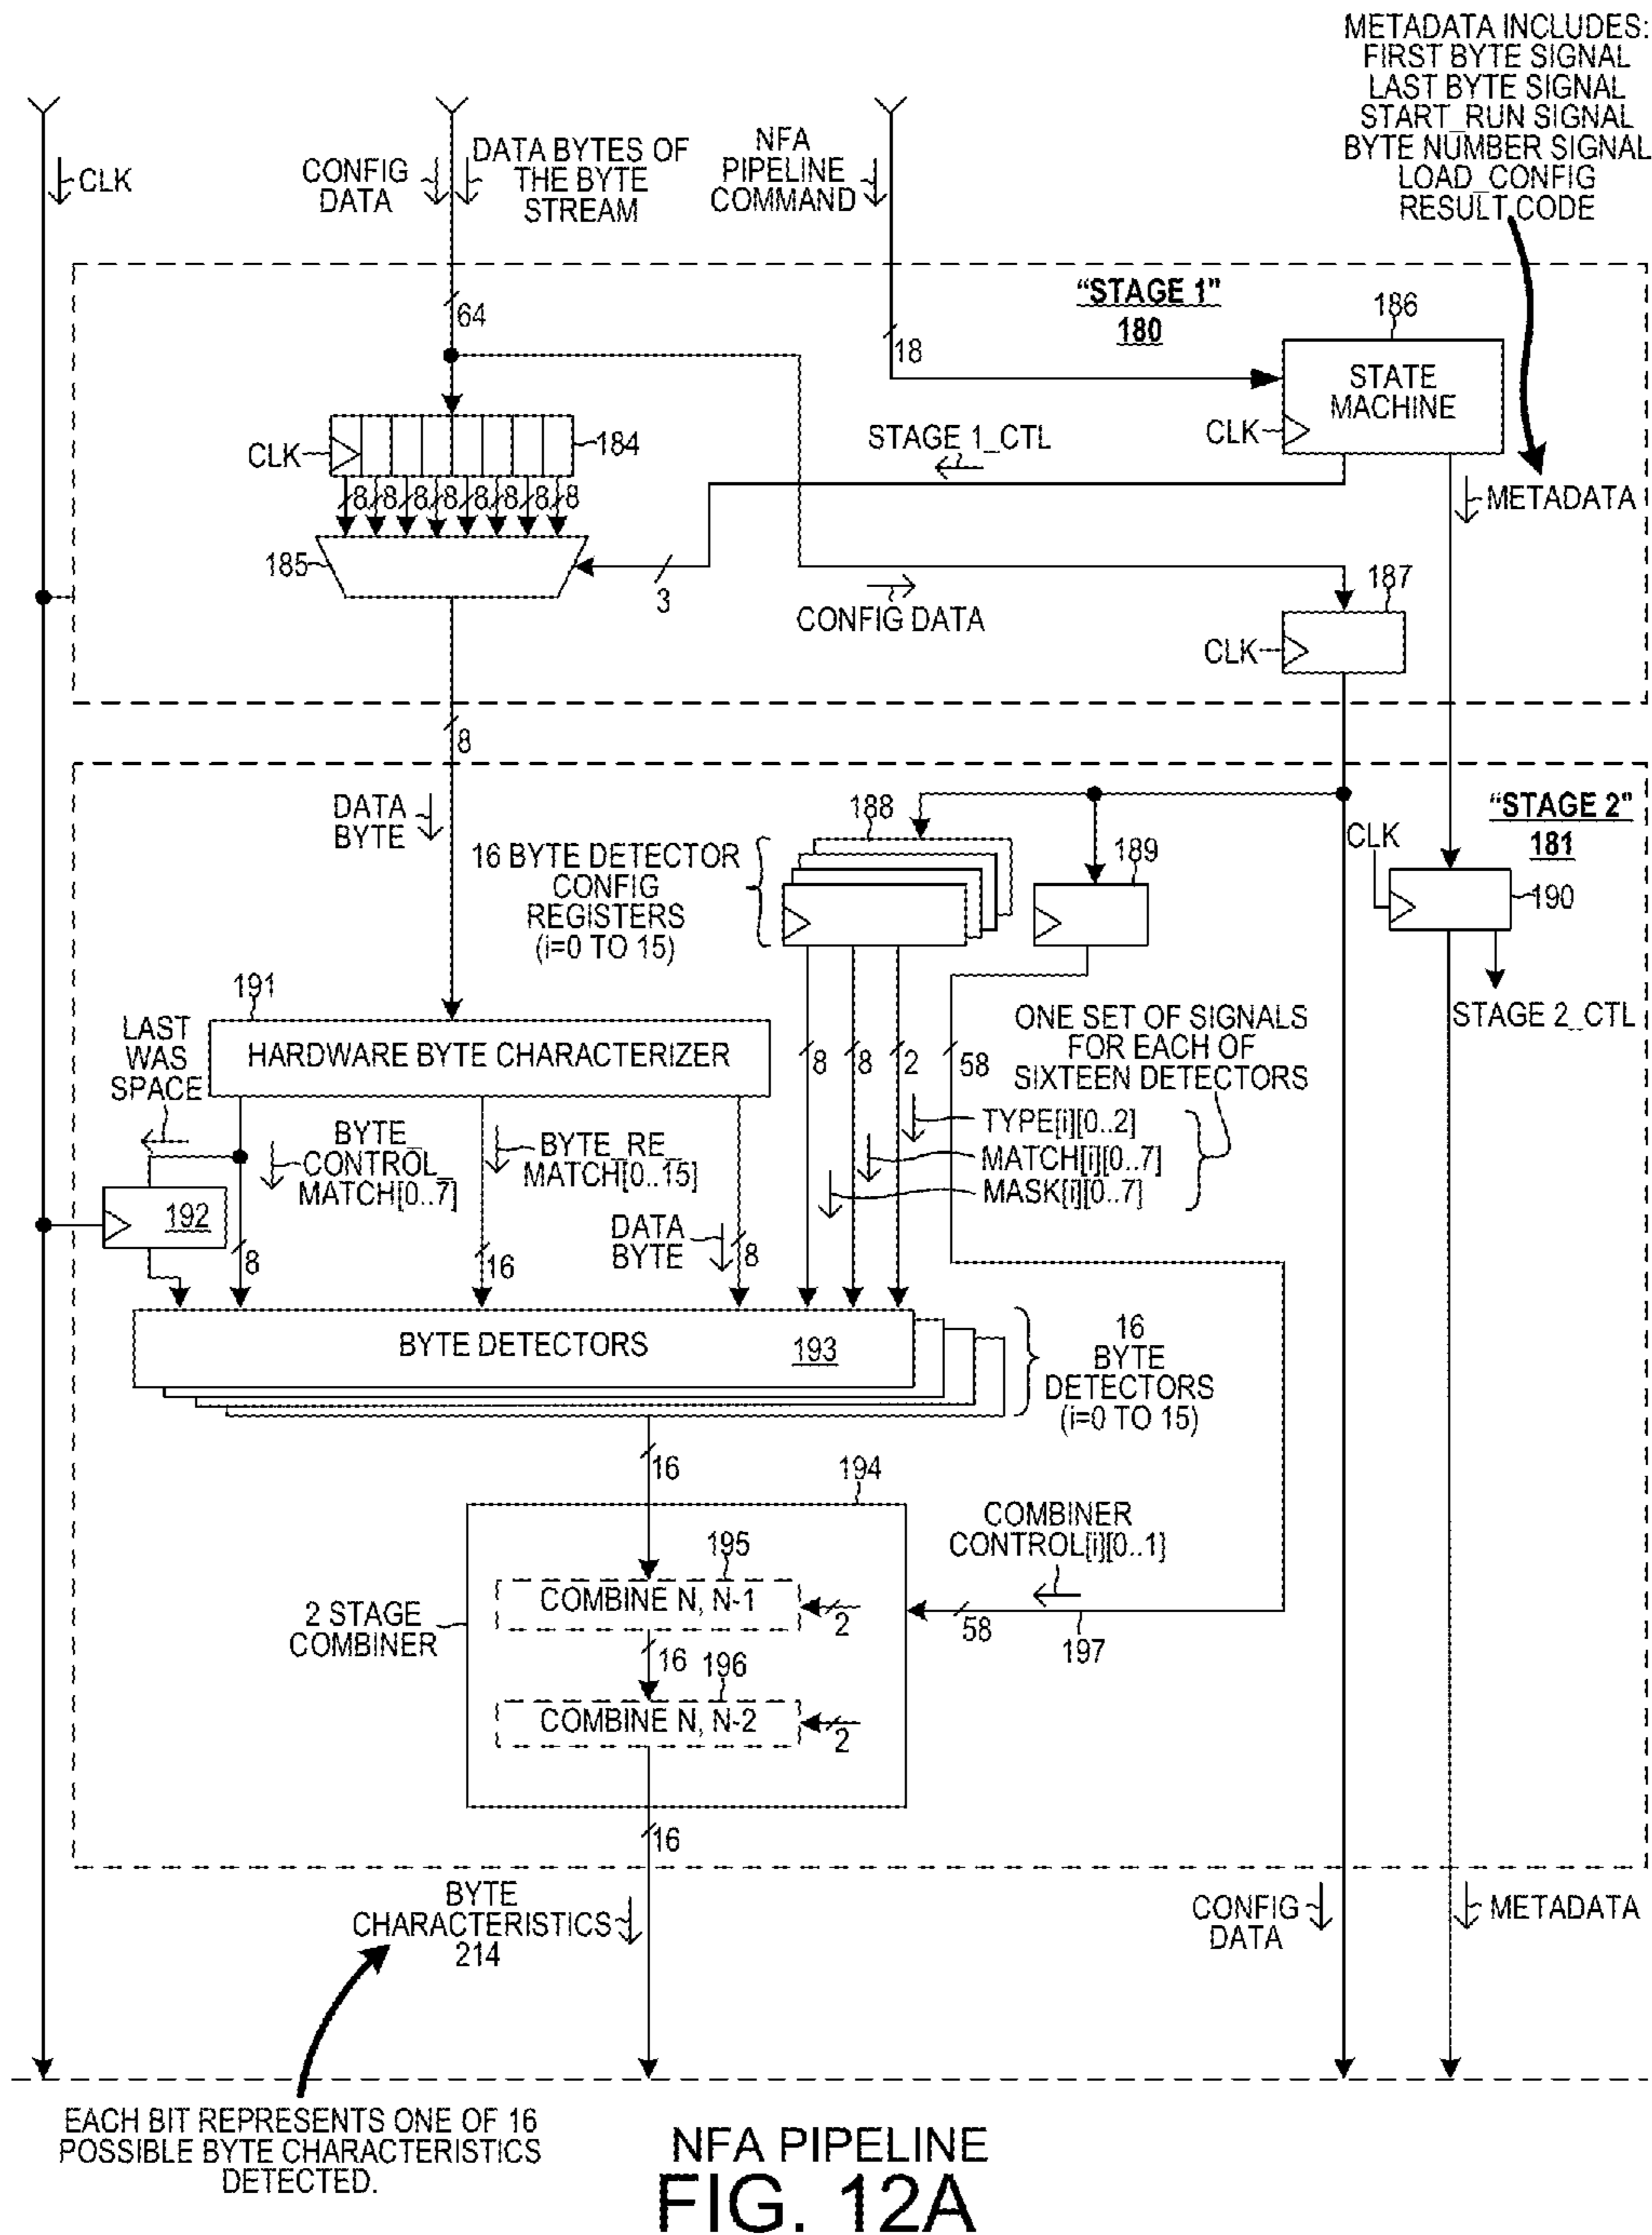 METADATA INCLUDES:
FIRST BYTE SIGNAL
LAST BYTE SIGNAL
START_RUN SIGNAL
BYTE NUMBER SIGNAL
LOAD_CONFIG
RESULT CODE
CLK
CONFIG
DATA
DATA BYTES OF
THE BYTE
STREAM
NFA
PIPELINE
COMMAND
64
18
"STAGE 1"
180
186
STATE
MACHINE
CLK
CLK
184
STAGE 1_CTL
METADATA
8 8 8 8 8 8 8 8
185
3
CONFIG DATA
187
CLK
8
DATA
BYTE
188
"STAGE 2"
181
16 BYTE DETECTOR
CONFIG
REGISTERS
(i=0 TO 15)
189
CLK
190
STAGE 2_CTL
191
HARDWARE BYTE CHARACTERIZER
LAST
WAS
SPACE
8 8 2 58
ONE SET OF SIGNALS
FOR EACH OF
SIXTEEN DETECTORS
TYPE[i][0..2]
MATCH[i][0..7]
MASK[i][0..7]
BYTE_
CONTROL_
MATCH[0..7]
BYTE_RE_
MATCH[0..15]
192
DATA
BYTE
8
16
8
BYTE DETECTORS 193
16
BYTE
DETECTORS
(i=0 TO 15)
16
194
COMBINER
CONTROL[i][0..1]
195
COMBINE N, N-1
2
2 STAGE
COMBINER
58
197
16 196
COMBINE N, N-2
2
16
BYTE
CHARACTERISTICS
214
CONFIG
DATA
METADATA
EACH BIT REPRESENTS ONE OF 16
POSSIBLE BYTE CHARACTERISTICS
DETECTED.
NFA PIPELINE
FIG. 12A